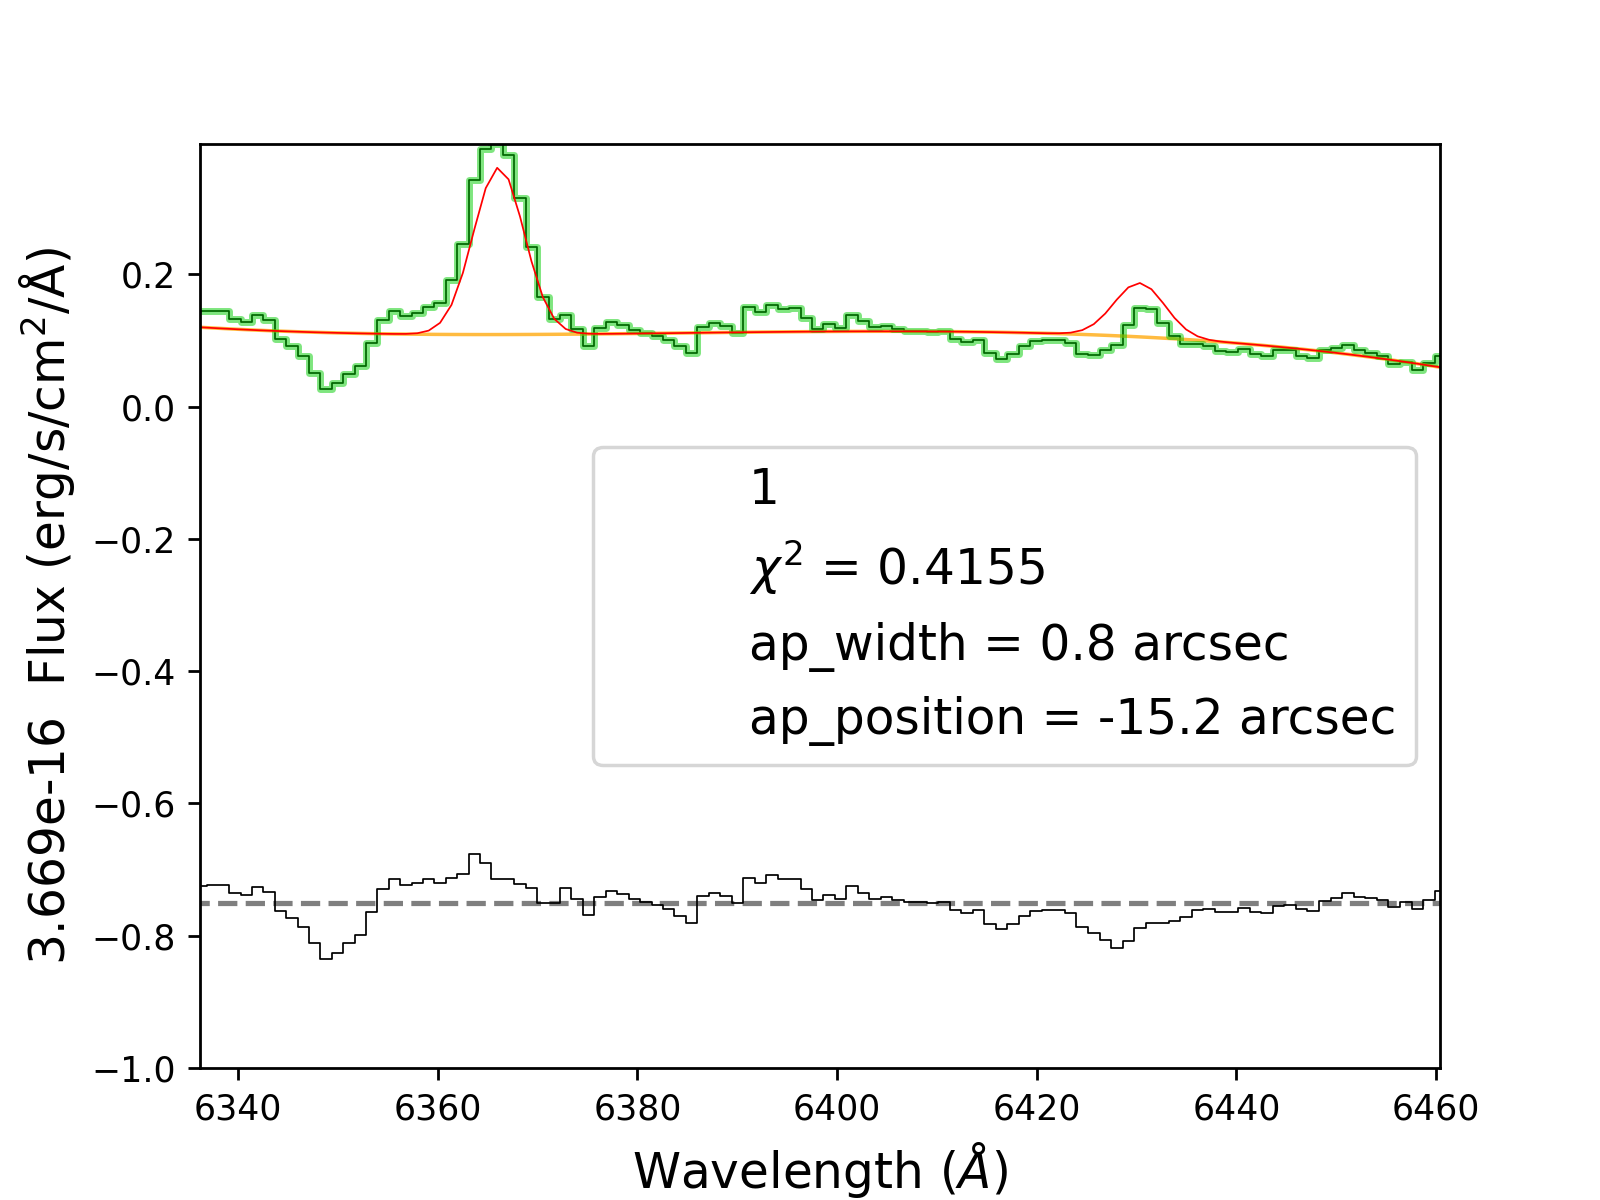 3.669e-16 Flux (erg/s/cm²/Å)
0.2
0.0
−0.2
−0.4
−0.6
−0.8
−1.0
1
χ² = 0.4155
ap_width = 0.8 arcsec
ap_position = -15.2 arcsec
6340 6360 6380 6400 6420 6440 6460
Wavelength (Å)